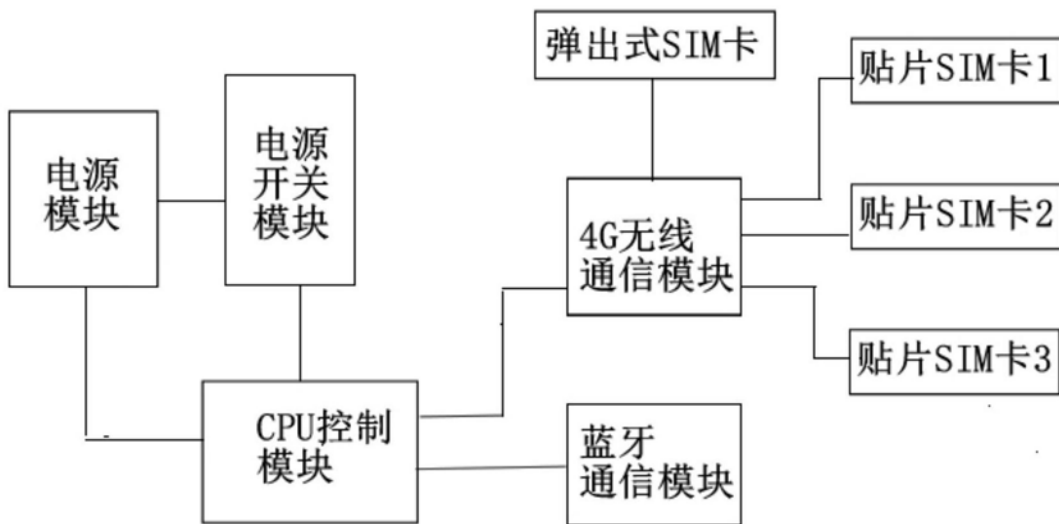 弹出式SIM卡
贴片SIM卡1
电源
模块
电源
开关
模块
4G无线
通信模块
贴片SIM卡2
贴片SIM卡3
CPU控制
模块
蓝牙
通信模块